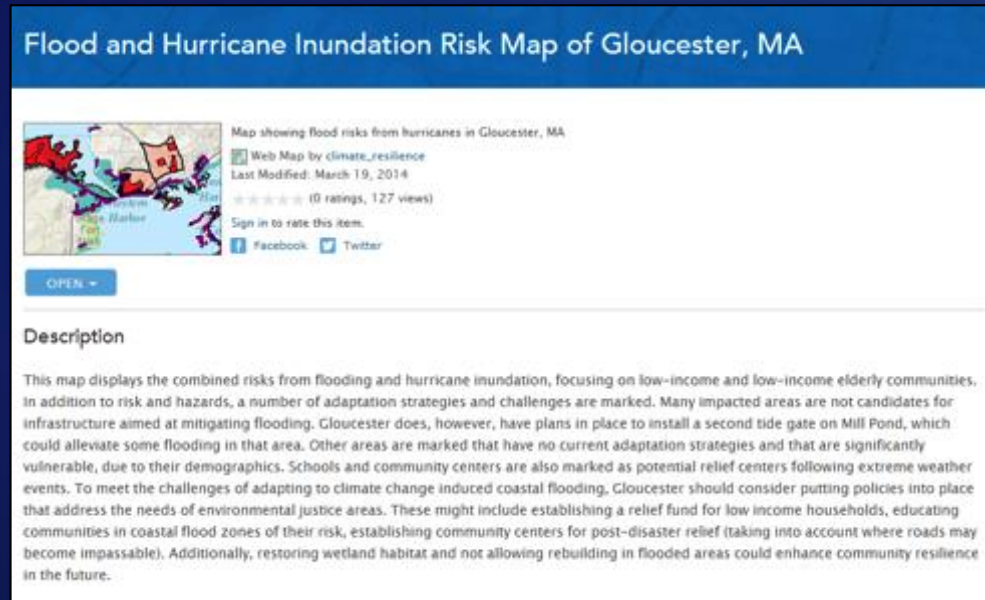 Flood and Hurricane Inundation Risk Map of Gloucester, MA
Map showing flood risks from hurricanes in Gloucester, MA
Web Map by climate_resilience
Last Modified: March 19, 2014
(0 ratings, 127 views)
Sign in to rate this item.
Facebook Twitter
Harbor
OPEN
Description
This map displays the combined risks from flooding and hurricane inundation, focusing on low-income and low-income elderly communities.
In addition to risk and hazards, a number of adaptation strategies and challenges are marked. Many impacted areas are not candidates for
infrastructure aimed at mitigating flooding. Gloucester does, however, have plans in place to install a second tide gate on Mill Pond, which
could alleviate some flooding in that area. Other areas are marked that have no current adaptation strategies and that are significantly
vulnerable, due to their demographics. Schools and community centers are also marked as potential relief centers following extreme weather
events. To meet the challenges of adapting to climate change induced coastal flooding, Gloucester should consider putting policies into place
that address the needs of environmental justice areas. These might include establishing a relief fund for low income households, educating
communities in coastal flood zones of their risk, establishing community centers for post-disaster relief (taking into account where roads may
become impassable). Additionally, restoring wetland habitat and not allowing rebuilding in flooded areas could enhance community resilience
in the future.